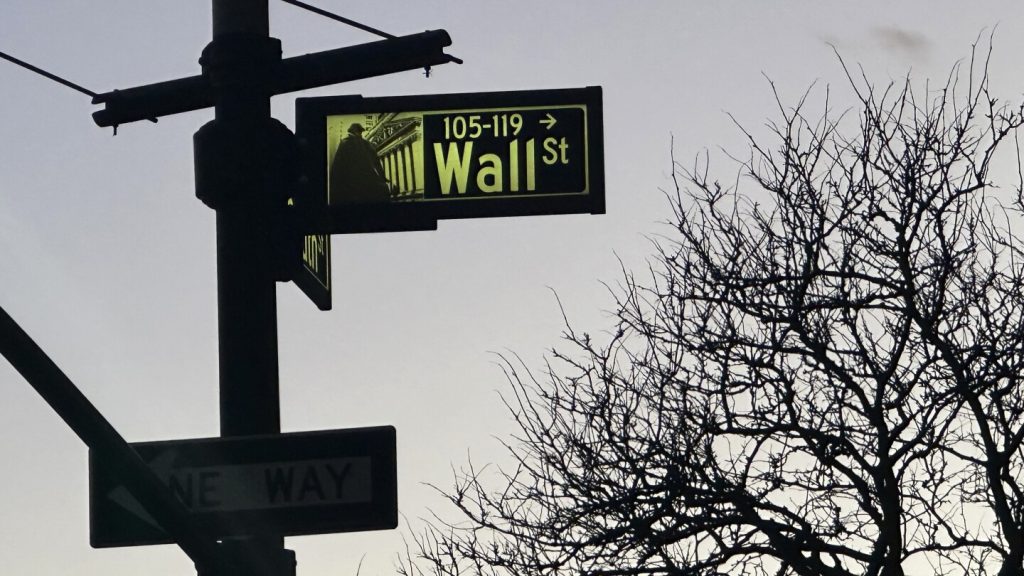 105-119 →
Wall St
NE WAY